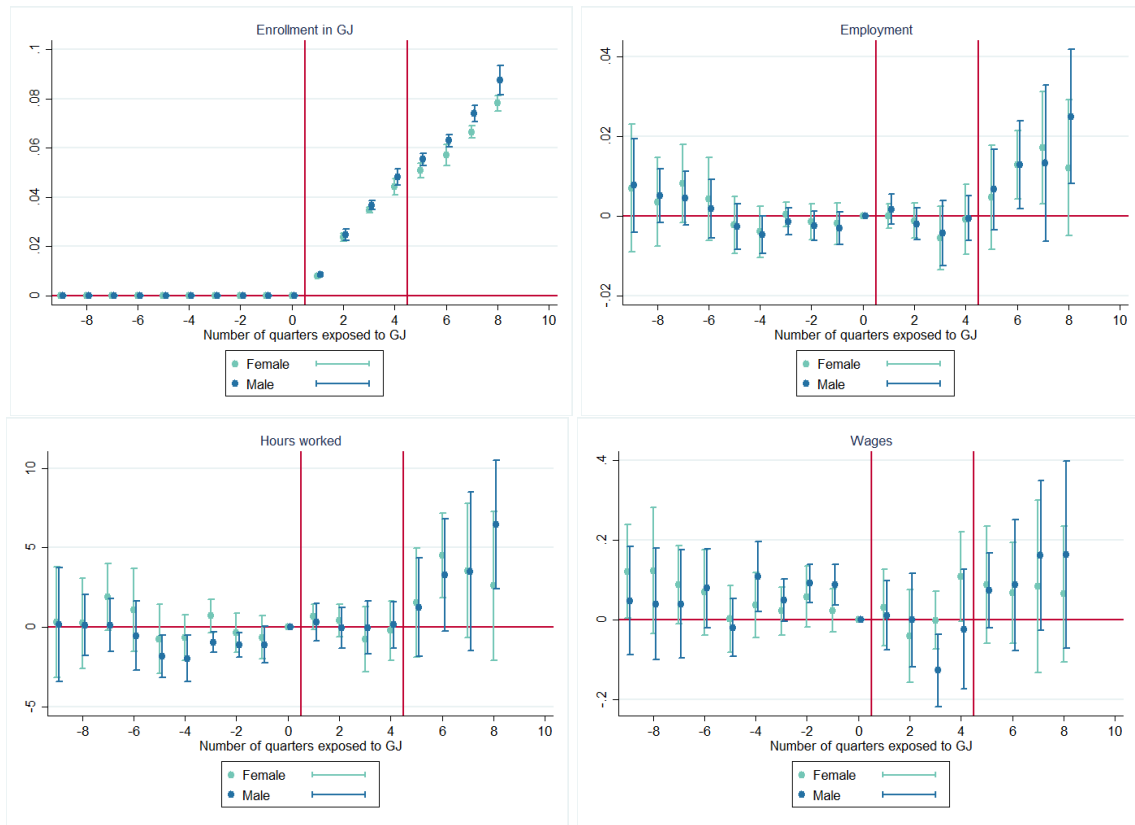 Enrollment in GJ
.1
.08
.06
.04
.02
0
-8 -6 -4 -2 0 2 4 6 8 10
Number of quarters exposed to GJ
Female
Male
Employment
.04
.02
0
-.02
-8 -6 -4 -2 0 2 4 6 8 10
Number of quarters exposed to GJ
Female
Male
Hours worked
10
5
0
-5
-8 -6 -4 -2 0 2 4 6 8 10
Number of quarters exposed to GJ
Female
Male
Wages
.4
.2
0
-.2
-8 -6 -4 -2 0 2 4 6 8 10
Number of quarters exposed to GJ
Female
Male